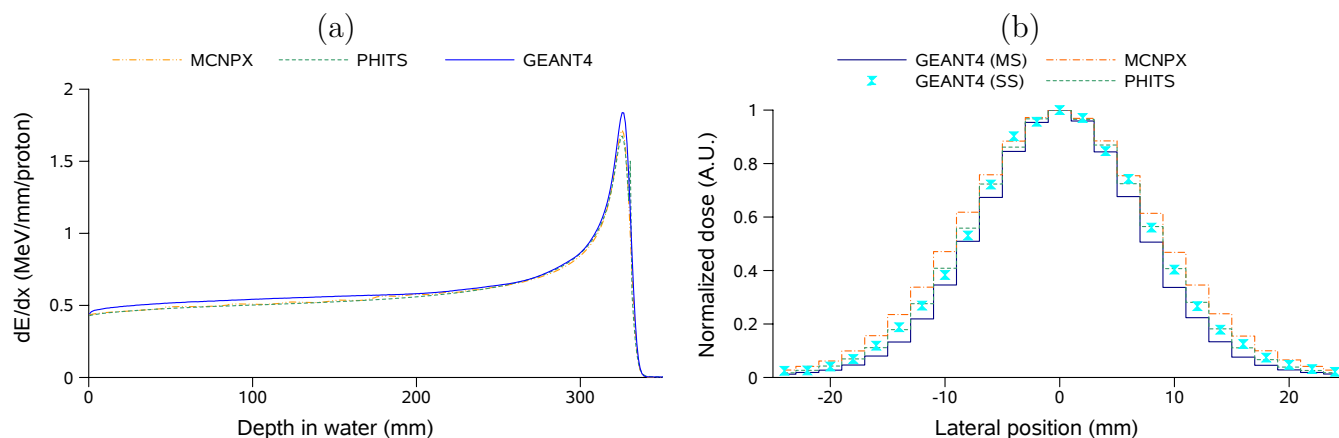 (a)
MCNPX PHITS GEANT4
2
1.5
1
0.5
0
dE/dx (MeV/mm/proton)
0 100 200 300
Depth in water (mm)
(b)
GEANT4 (MS) MCNPX
GEANT4 (SS) PHITS
1
0.8
0.6
0.4
0.2
0
Normalized dose (A.U.)
-20 -10 0 10 20
Lateral position (mm)